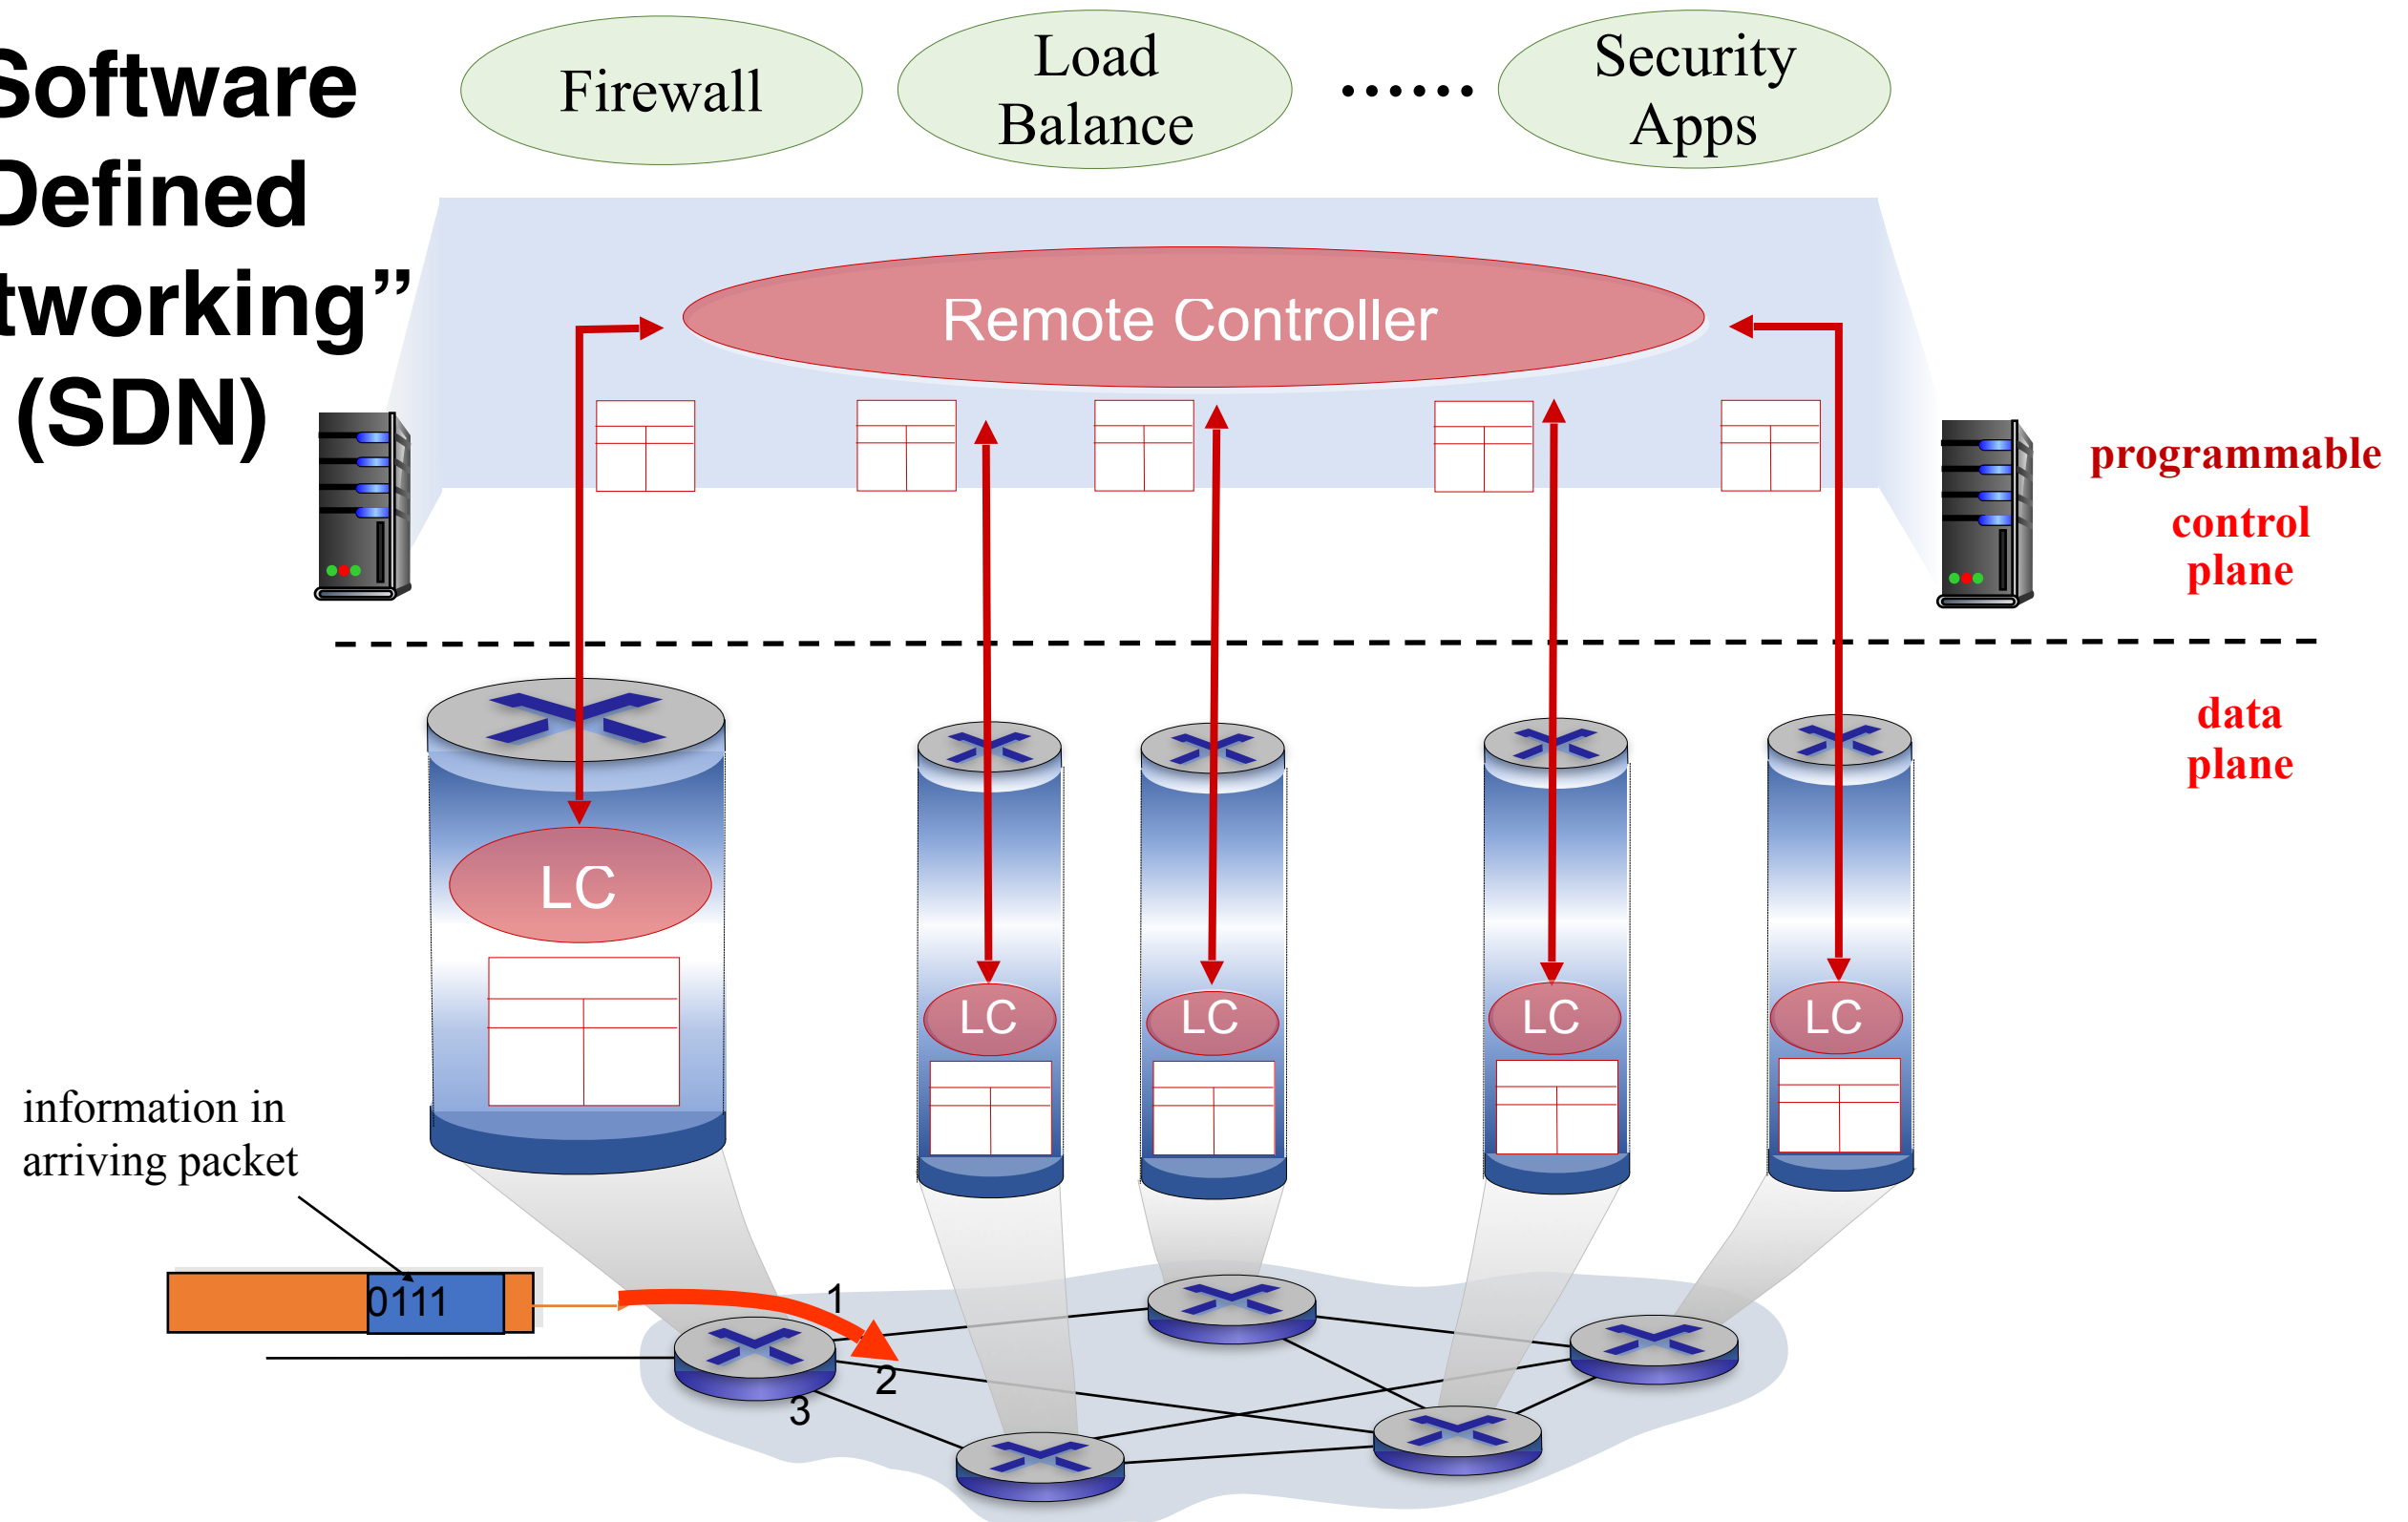 Software
Defined
tworking”
(SDN)
Firewall
Load
Balance
......
Security
Apps
Remote Controller
programmable
control
plane
data
plane
LC
LC
LC
LC
LC
information in
arriving packet
0111
1
2
3